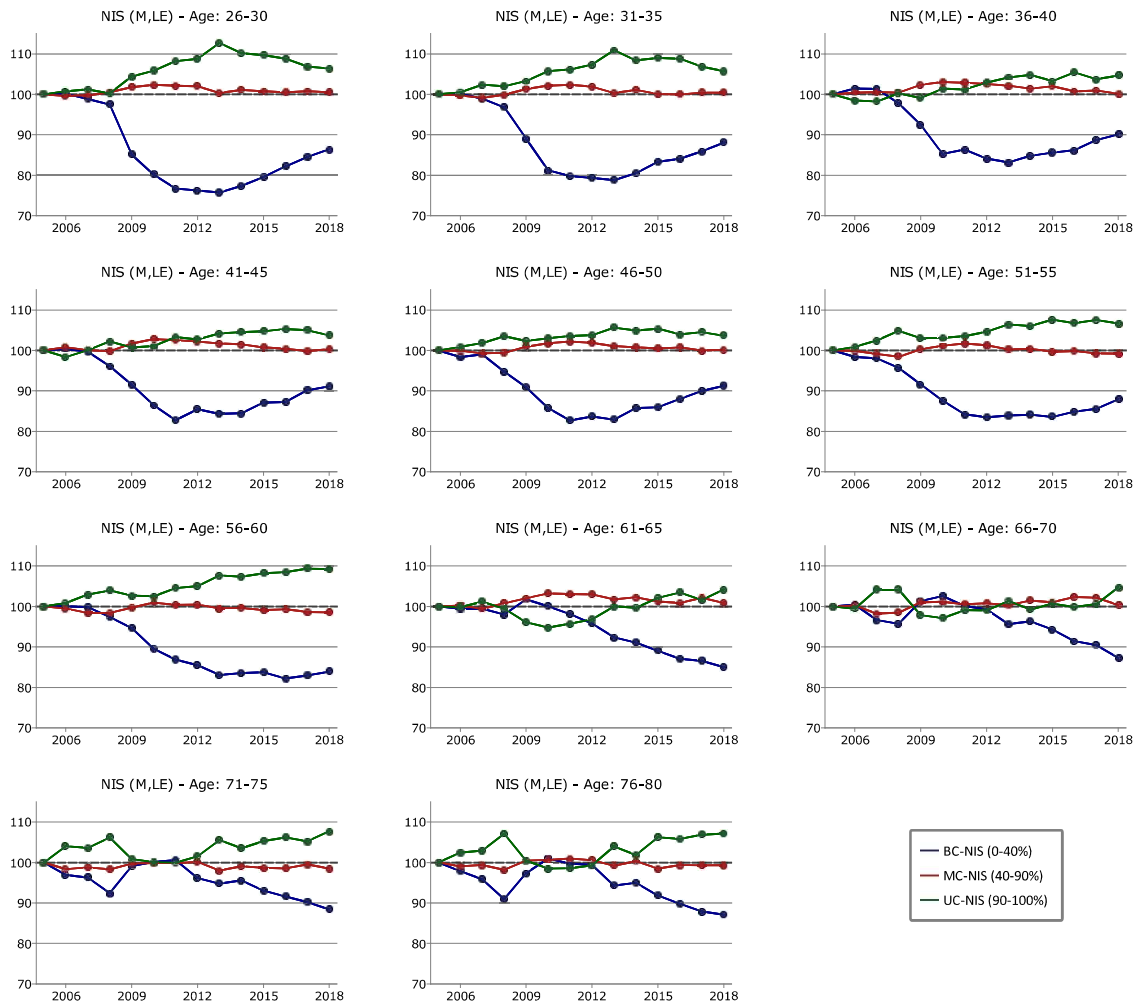 NIS (M,LE) - Age: 26-30
110
100
90
80
70
2006 2009 2012 2015 2018
NIS (M,LE) - Age: 31-35
110
100
90
80
70
2006 2009 2012 2015 2018
NIS (M,LE) - Age: 36-40
110
100
90
80
70
2006 2009 2012 2015 2018
NIS (M,LE) - Age: 41-45
110
100
90
80
70
2006 2009 2012 2015 2018
NIS (M,LE) - Age: 46-50
110
100
90
80
70
2006 2009 2012 2015 2018
NIS (M,LE) - Age: 51-55
110
100
90
80
70
2006 2009 2012 2015 2018
NIS (M,LE) - Age: 56-60
110
100
90
80
70
2006 2009 2012 2015 2018
NIS (M,LE) - Age: 61-65
110
100
90
80
70
2006 2009 2012 2015 2018
NIS (M,LE) - Age: 66-70
110
100
90
80
70
2006 2009 2012 2015 2018
NIS (M,LE) - Age: 71-75
110
100
90
80
70
2006 2009 2012 2015 2018
NIS (M,LE) - Age: 76-80
110
100
90
80
70
2006 2009 2012 2015 2018
BC-NIS (0-40%)
MC-NIS (40-90%)
UC-NIS (90-100%)